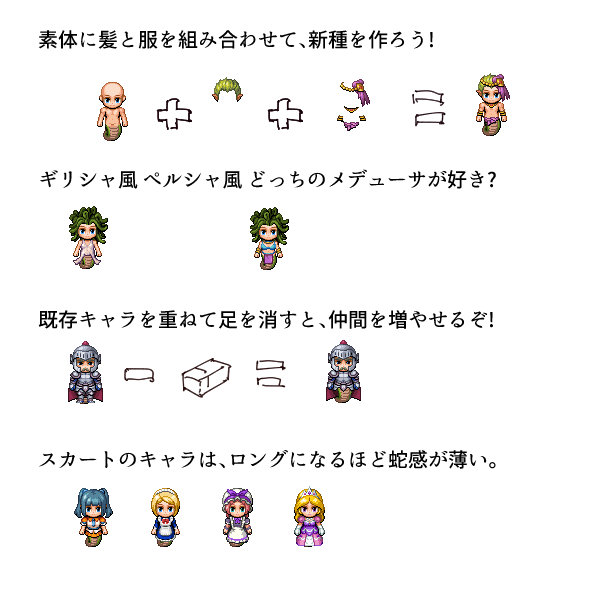 素体に髪と服を組み合わせて、新種を作ろう!
ギリシャ風 ペルシャ風 どっちのメデューサが好き?
既存キャラを重ねて足を消すと、仲間を増やせるぞ!
スカートのキャラは、ロングになるほど蛇感が薄い。